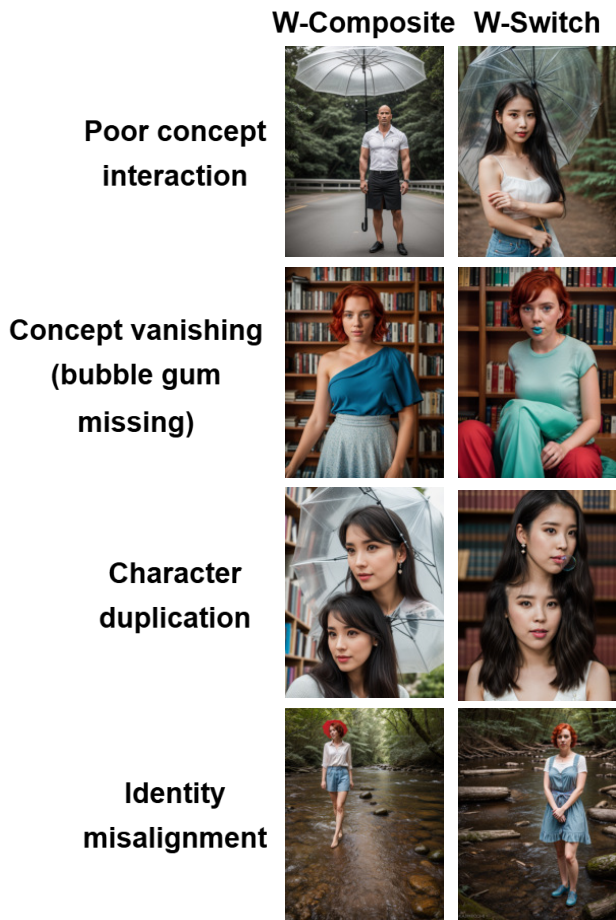 W-Composite W-Switch
Poor concept
interaction
Concept vanishing
(bubble gum
missing)
Character
duplication
Identity
misalignment